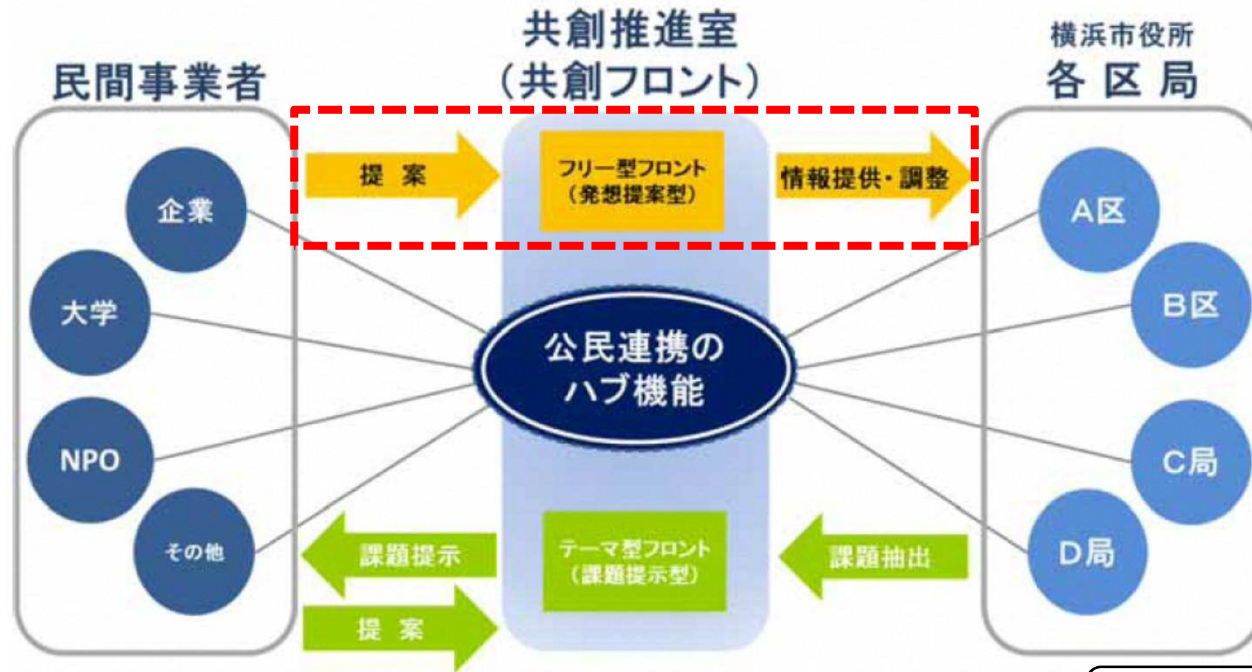 民間事業者
共創推進室
(共創フロント)
横浜市役所
各区局
提案
フリー型フロント
(発想提案型)
情報提供・調整
企業
大学
NPO
その他
公民連携の
ハブ機能
A区
B区
C局
D局
課題提示
テーマ型フロント
(課題提示型)
課題抽出
提案